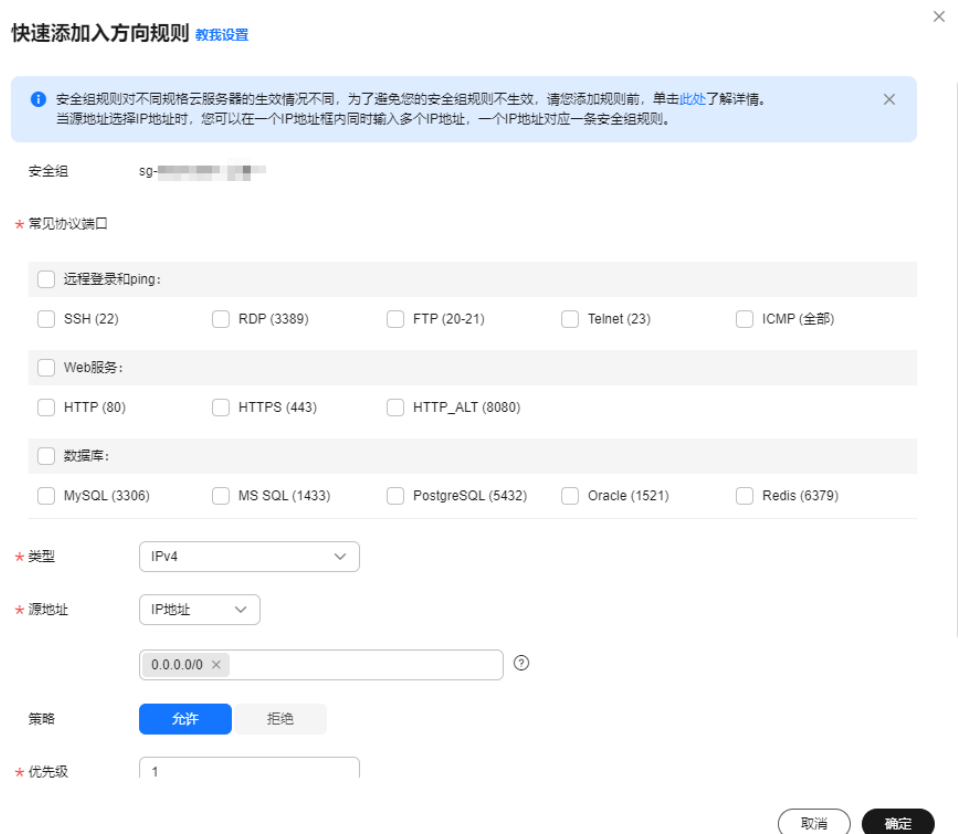 快速添加入方向规则 教我设置
安全组规则对不同规格云服务器的生效情况不同，为了避免您的安全组规则不生效，请您添加规则前，单击此处了解详情。
当源地址选择IP地址时，您可以在一个IP地址框内同时输入多个IP地址，一个IP地址对应一条安全组规则。
安全组 sg-
* 常见协议端口
远程登录和ping：
SSH (22) RDP (3389) FTP (20-21) Telnet (23) ICMP (全部)
Web服务：
HTTP (80) HTTPS (443) HTTP_ALT (8080)
数据库：
MySQL (3306) MS SQL (1433) PostgreSQL (5432) Oracle (1521) Redis (6379)
* 类型 IPv4
* 源地址 IP地址
0.0.0.0/0
策略 允许 拒绝
* 优先级 1
取消 确定